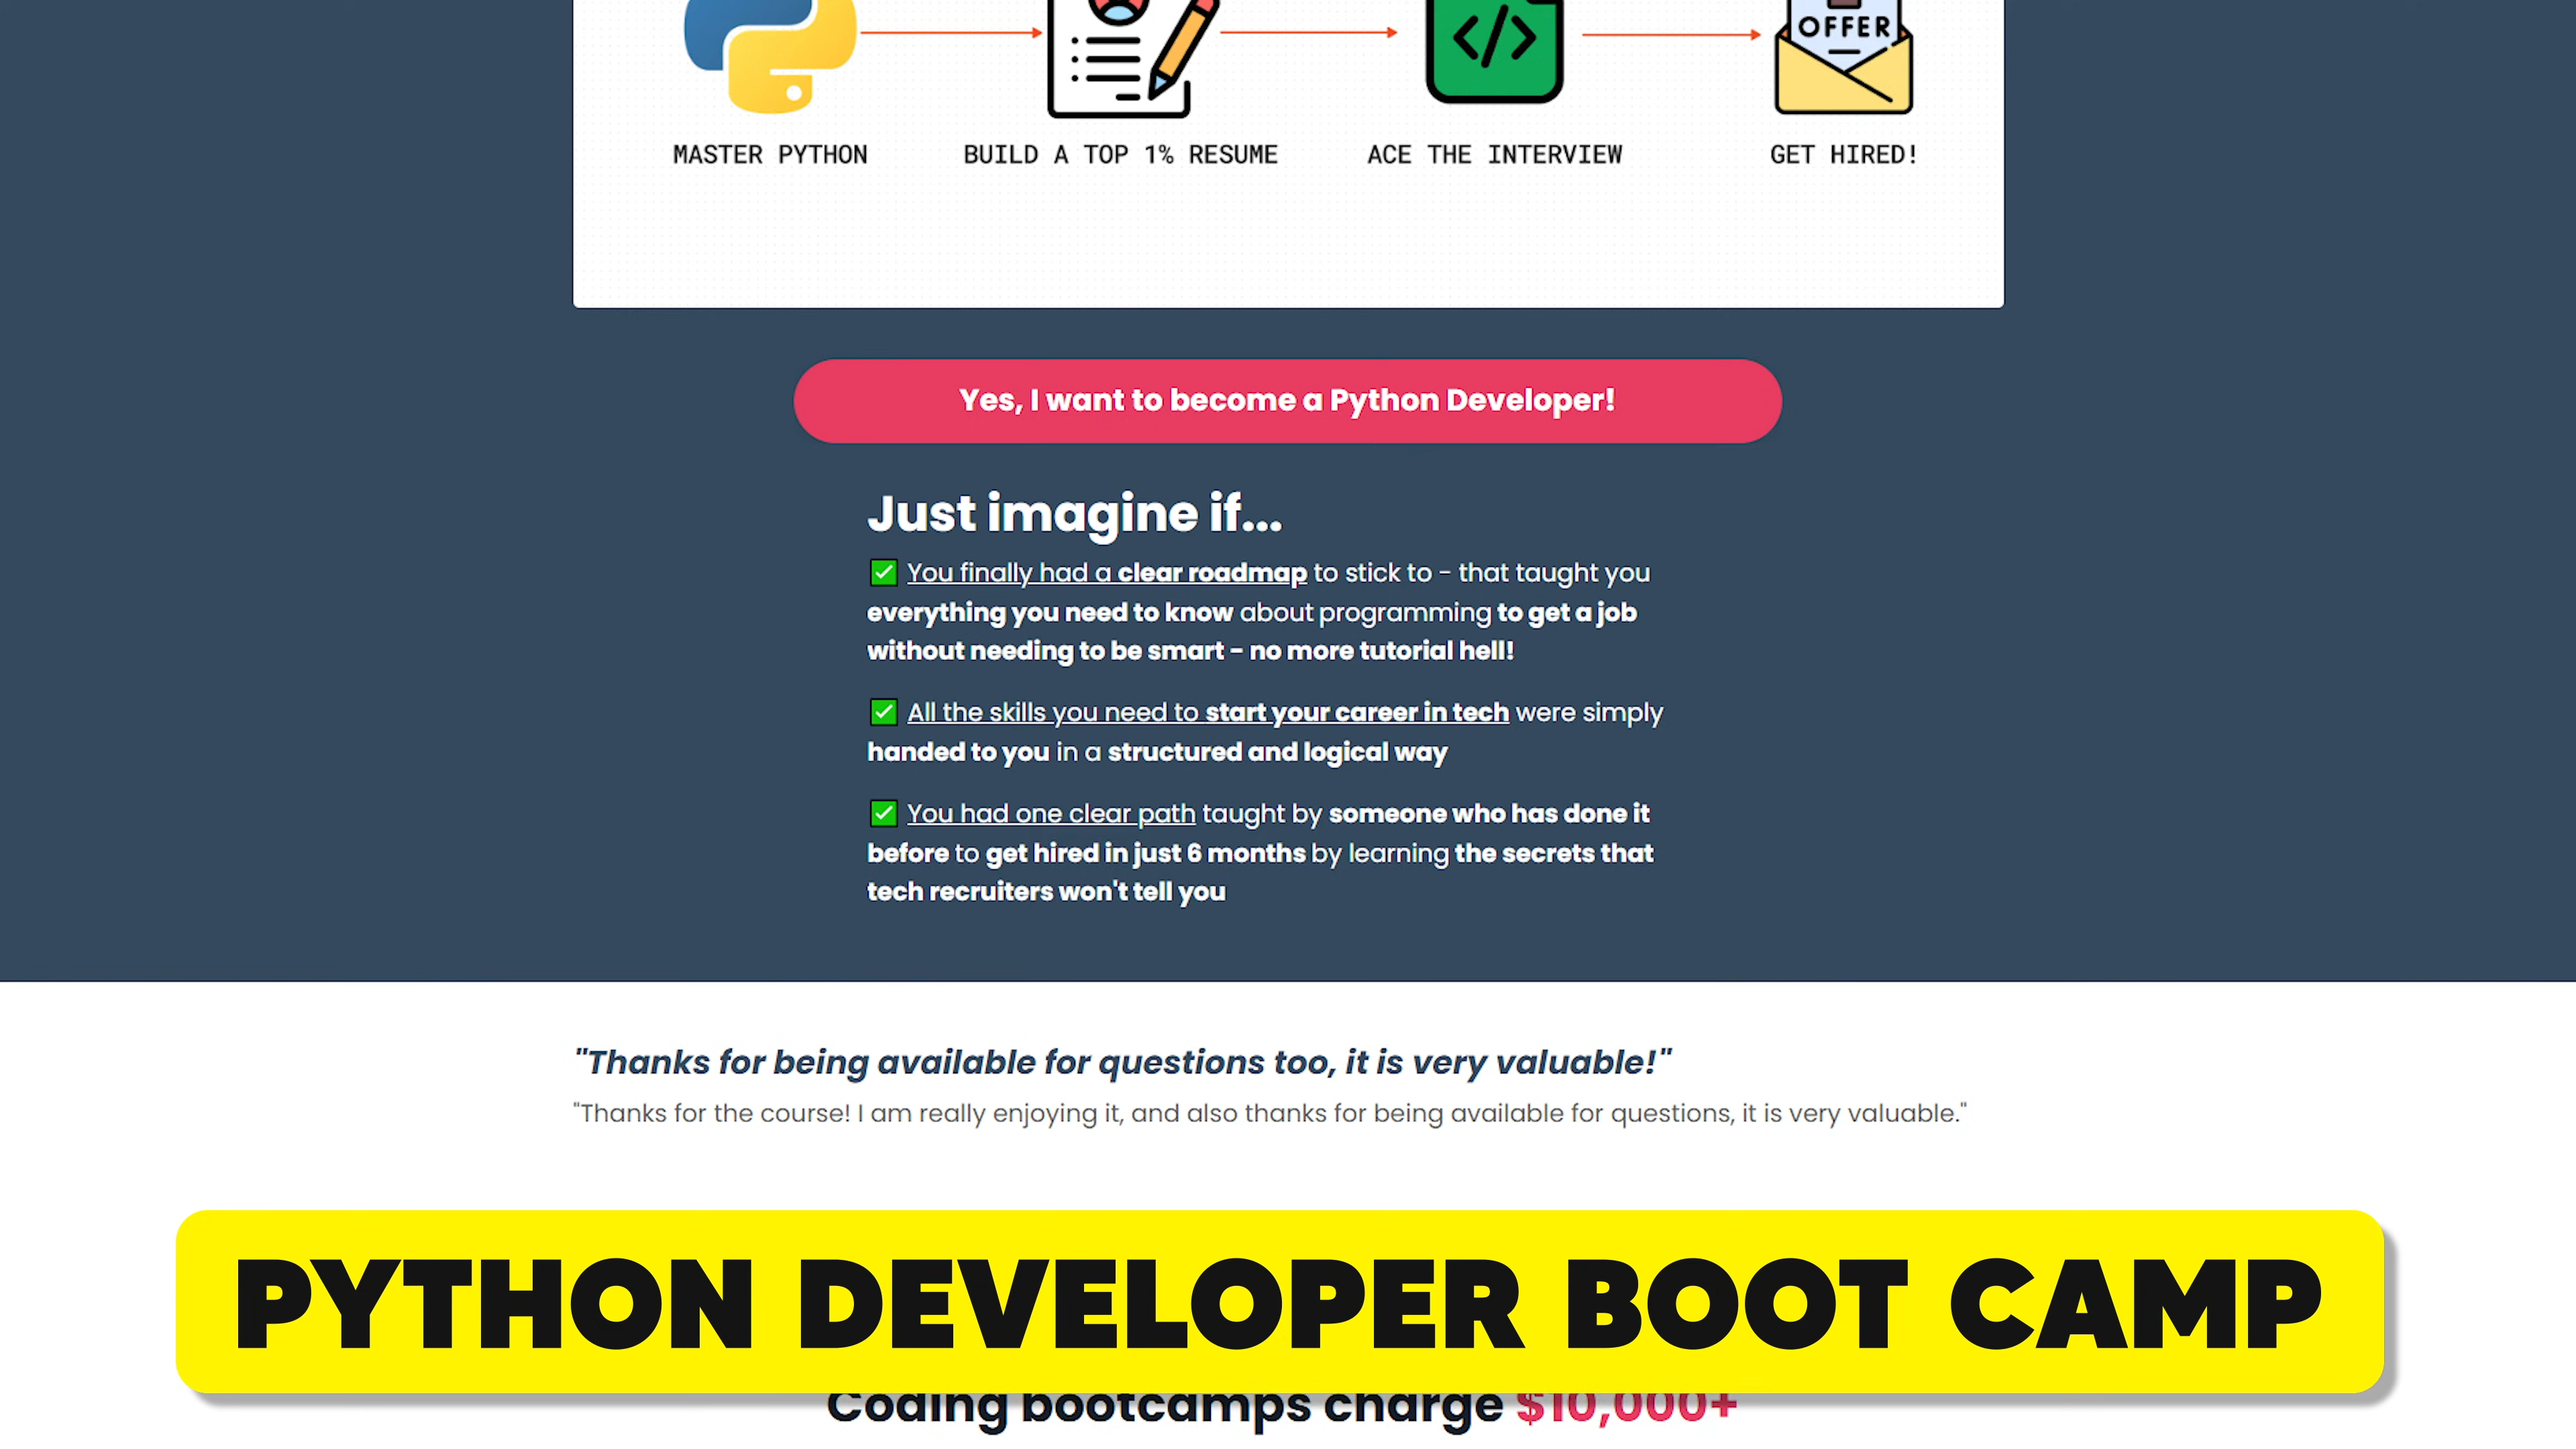 OFFER
MASTER PYTHON
BUILD A TOP 1% RESUME
ACE THE INTERVIEW
GET HIRED!
Yes, I want to become a Python Developer!
Just imagine if...
✅ You finally had a clear roadmap to stick to - that taught you
everything you need to know about programming to get a job
without needing to be smart - no more tutorial hell!
✅ All the skills you need to start your career in tech were simply
handed to you in a structured and logical way
✅ You had one clear path taught by someone who has done it
before to get hired in just 6 months by learning the secrets that
tech recruiters won't tell you
"Thanks for being available for questions too, it is very valuable!"
"Thanks for the course! I am really enjoying it, and also thanks for being available for questions, it is very valuable."
PYTHON DEVELOPER BOOT CAMP
Coding bootcamps charge $10,000+